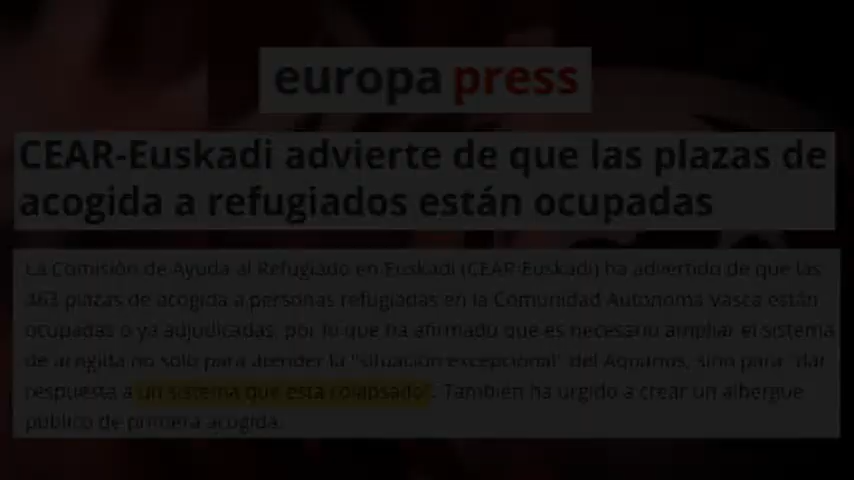 europa press
CEAR-Euskadi advierte de que las plazas de
acogida a refugiados están ocupadas
La Comisión de Ayuda al Refugiado en Euskadi (CEAR-Euskadi) ha advertido de que las
463 plazas de acogida a personas refugiadas en la Comunidad Autónoma vasca están
ocupadas o ya adjudicadas, por lo que ha afirmado que es necesario ampliar el sistema
de acogida no solo para atender la "situación excepcional" del Aquarius, sino para "dar
respuesta a un sistema que está colapsado". También ha urgido a crear un albergue
público de primera acogida.